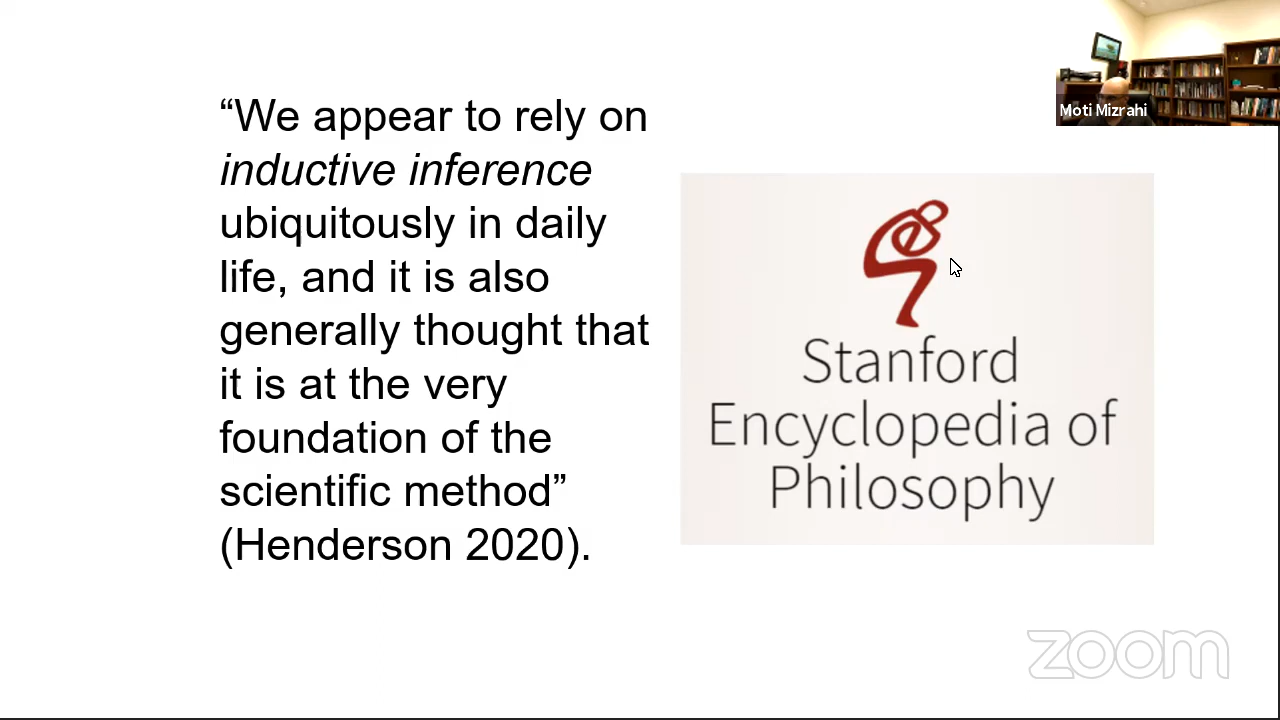 “We appear to rely on
inductive inference
ubiquitously in daily
life, and it is also
generally thought that
it is at the very
foundation of the
scientific method”
(Henderson 2020).
Moti Mizrahi
Stanford
Encyclopedia of
Philosophy
zoom